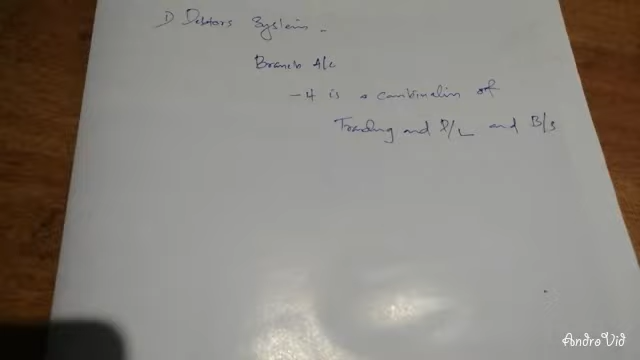 D Debtors System.
Branch A/c
- It is a combination of
Trading and P/L and B/S
AndroVid